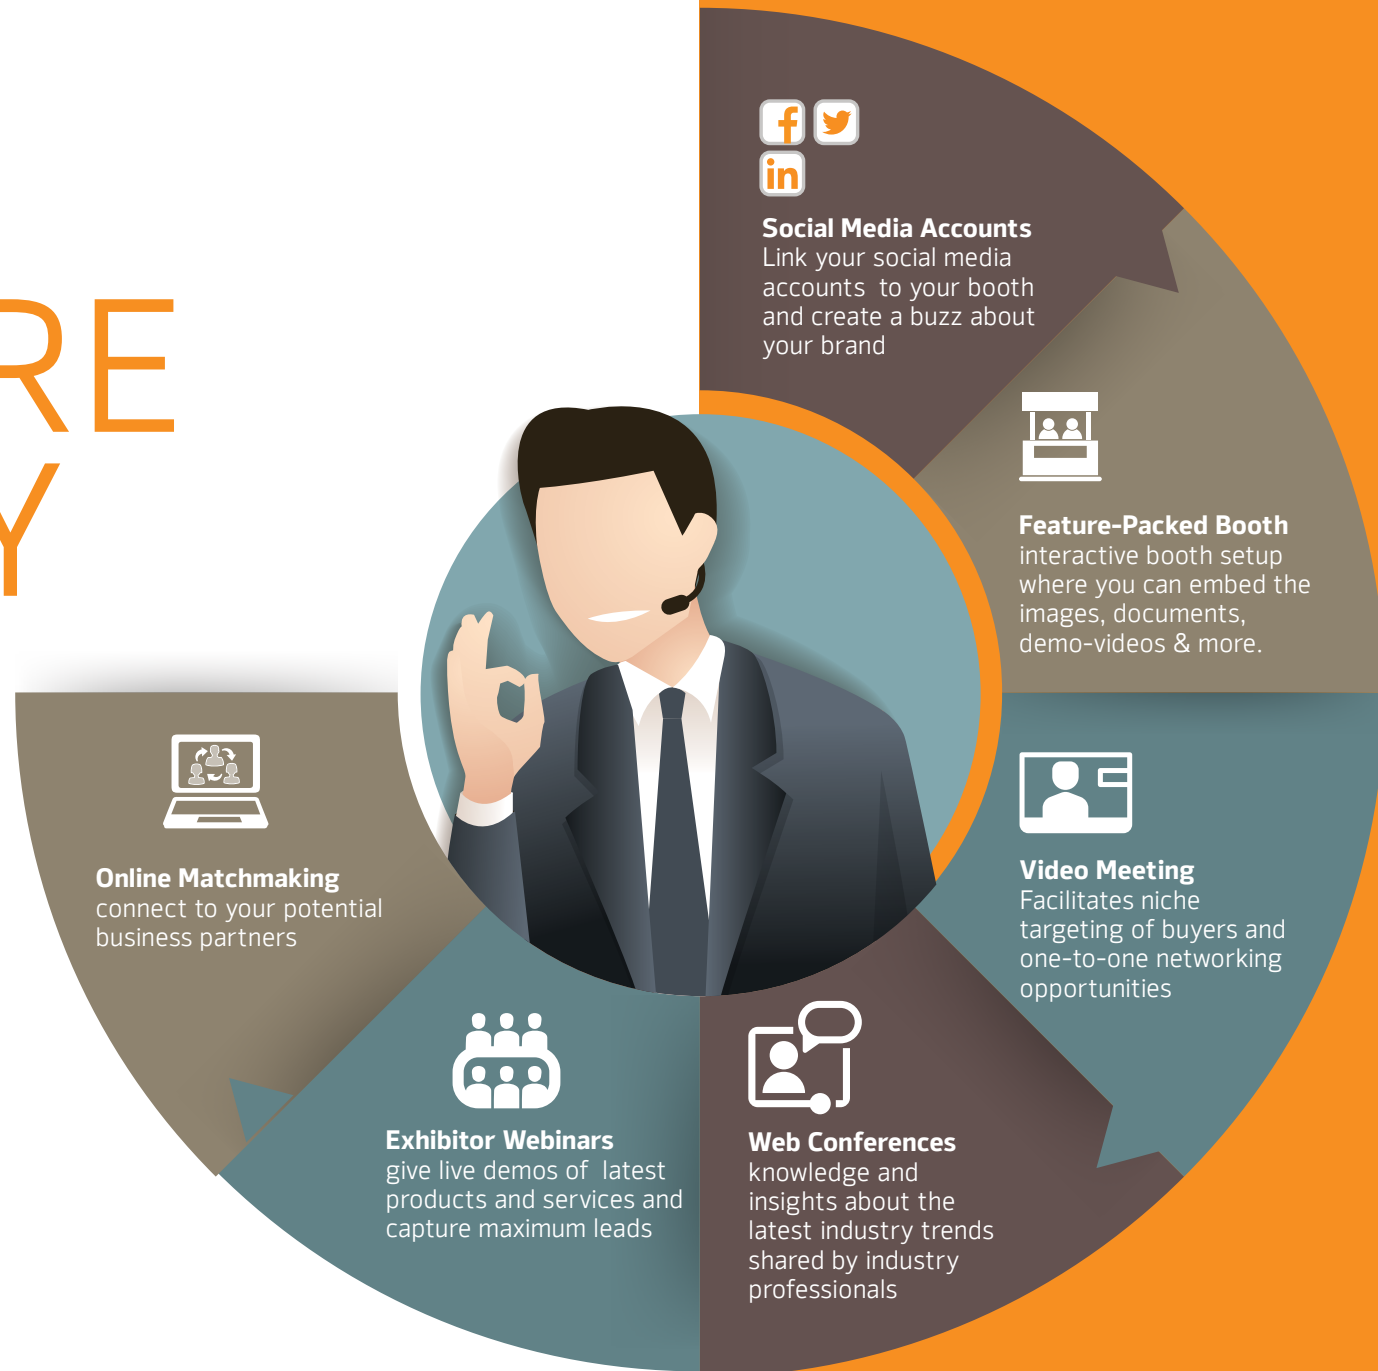 RE
Y
in
Social Media Accounts
Link your social media
accounts to your booth
and create a buzz about
your brand
Feature-Packed Booth
interactive booth setup
where you can embed the
images, documents,
demo-videos & more.
Video Meeting
Facilitates niche
targeting of buyers and
one-to-one networking
opportunities
Web Conferences
knowledge and
insights about the
latest industry trends
shared by industry
professionals
Exhibitor Webinars
give live demos of latest
products and services and
capture maximum leads
Online Matchmaking
connect to your potential
business partners